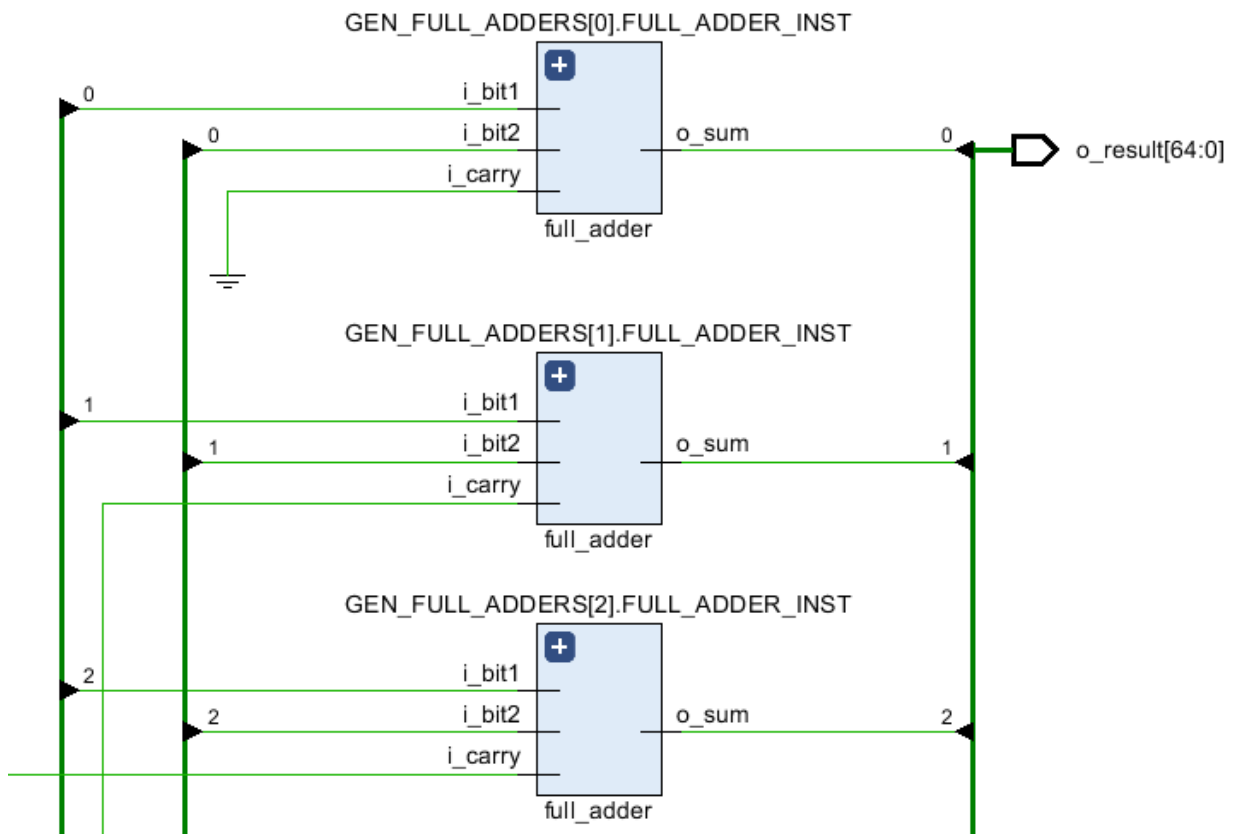 GEN_FULL_ADDERS[0].FULL_ADDER_INST
0
i_bit1
0
i_bit2
o_sum
0
o_result[64:0]
i_carry
full_adder
GEN_FULL_ADDERS[1].FULL_ADDER_INST
1
i_bit1
1
i_bit2
o_sum
1
i_carry
full_adder
GEN_FULL_ADDERS[2].FULL_ADDER_INST
2
i_bit1
2
i_bit2
o_sum
2
i_carry
full_adder